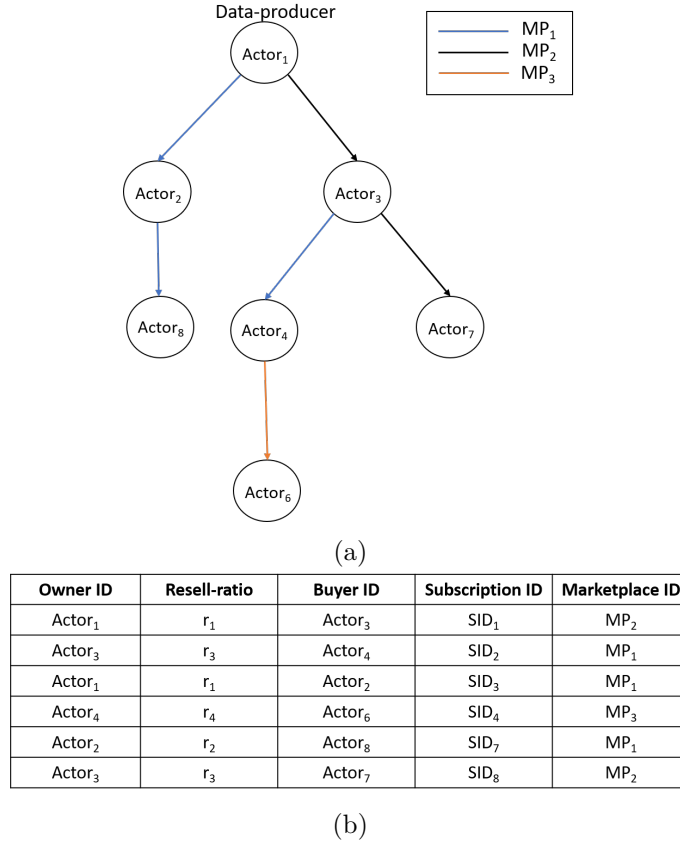 Data-producer
Actor₁
MP₁
MP₂
MP₃
Actor₂
Actor₃
Actor₈
Actor₄
Actor₇
Actor₆
(a)
Owner ID Resell-ratio Buyer ID Subscription ID Marketplace ID
Actor₁ r₁ Actor₃ SID₁ MP₂
Actor₃ r₃ Actor₄ SID₂ MP₁
Actor₁ r₁ Actor₂ SID₃ MP₁
Actor₄ r₄ Actor₆ SID₄ MP₃
Actor₂ r₂ Actor₈ SID₇ MP₁
Actor₃ r₃ Actor₇ SID₈ MP₂
(b)